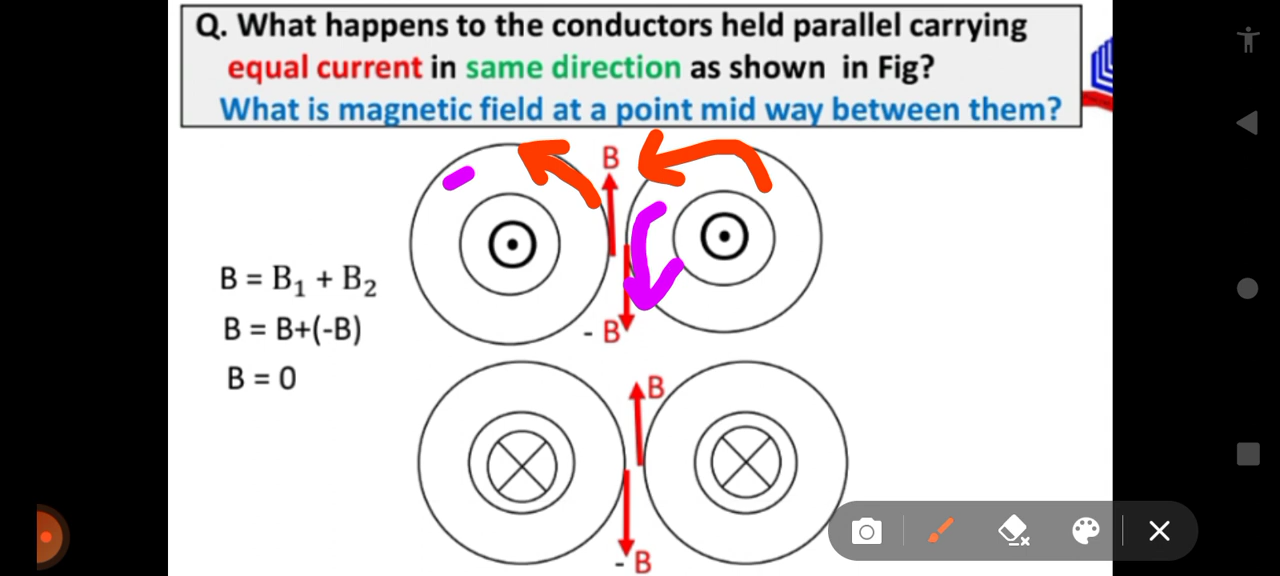 Q. What happens to the conductors held parallel carrying
equal current in same direction as shown in Fig?
What is magnetic field at a point mid way between them?
B
B = B₁ + B₂
B = B+(-B)
- B
B = 0
B
- B